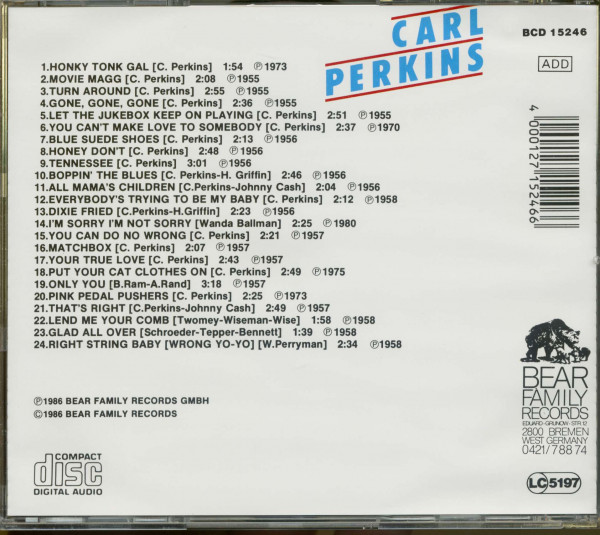 CARL
PERKINS
BCD 15246
ADD
1.HONKY TONK GAL [C. Perkins] 1:54 ℗1973
2.MOVIE MAGG [C. Perkins] 2:08 ℗1955
3.TURN AROUND [C. Perkins] 2:55 ℗1955
4.GONE, GONE, GONE [C. Perkins] 2:36 ℗1955
5.LET THE JUKEBOX KEEP ON PLAYING [C. Perkins] 2:51 ℗1955
6.YOU CAN'T MAKE LOVE TO SOMEBODY [C. Perkins] 2:37 ℗1970
7.BLUE SUEDE SHOES [C. Perkins] 2:13 ℗1956
8.HONEY DON'T [C. Perkins] 2:48 ℗1956
9.TENNESSEE [C. Perkins] 3:01 ℗1956
10.BOPPIN' THE BLUES [C. Perkins-H. Griffin] 2:46 ℗1956
11.ALL MAMA'S CHILDREN [C.Perkins-Johnny Cash] 2:04 ℗1956
12.EVERYBODY'S TRYING TO BE MY BABY [C. Perkins] 2:12 ℗1958
13.DIXIE FRIED [C.Perkins-H.Griffin] 2:23 ℗1956
14.I'M SORRY I'M NOT SORRY [Wanda Ballman] 2:25 ℗1980
15.YOU CAN DO NO WRONG [C. Perkins] 2:21 ℗1957
16.MATCHBOX [C. Perkins] 2:07 ℗1957
17.YOUR TRUE LOVE [C. Perkins] 2:43 ℗1957
18.PUT YOUR CAT CLOTHES ON [C. Perkins] 2:49 ℗1975
19.ONLY YOU [B.Ram-A.Rand] 3:18 ℗1957
20.PINK PEDAL PUSHERS [C. Perkins] 2:25 ℗1973
21.THAT'S RIGHT [C.Perkins-Johnny Cash] 2:49 ℗1957
22.LEND ME YOUR COMB [Twomey-Wiseman-Wise] 1:58 ℗1958
23.GLAD ALL OVER [Schroeder-Tepper-Bennett] 1:39 ℗1958
24.RIGHT STRING BABY [WRONG YO-YO] [W.Perryman] 2:34 ℗1958
4 000127 152466
℗1986 BEAR FAMILY RECORDS GMBH
©1986 BEAR FAMILY RECORDS
BEAR
FAMILY
RECORDS
EDUARD-GRUNOW-STR 12
2800 BREMEN
WEST GERMANY
0421/788 74
COMPACT
disc
DIGITAL AUDIO
LC 5197